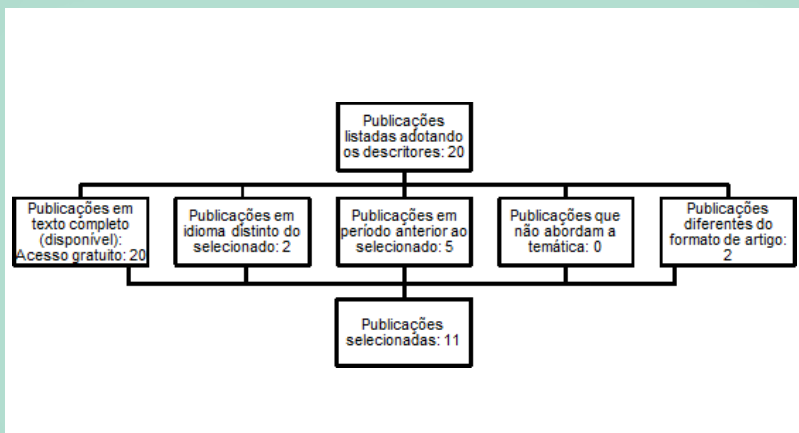 Publicações
listadas adotando
os descritores: 20
Publicações em
texto completo
(disponível):
Acesso gratuito: 20
Publicações em
idioma distinto do
selecionado: 2
Publicações em
período anterior ao
selecionado: 5
Publicações que
não abordam a
temática: 0
Publicações
diferentes do
formato de artigo:
2
Publicações
selecionadas: 11